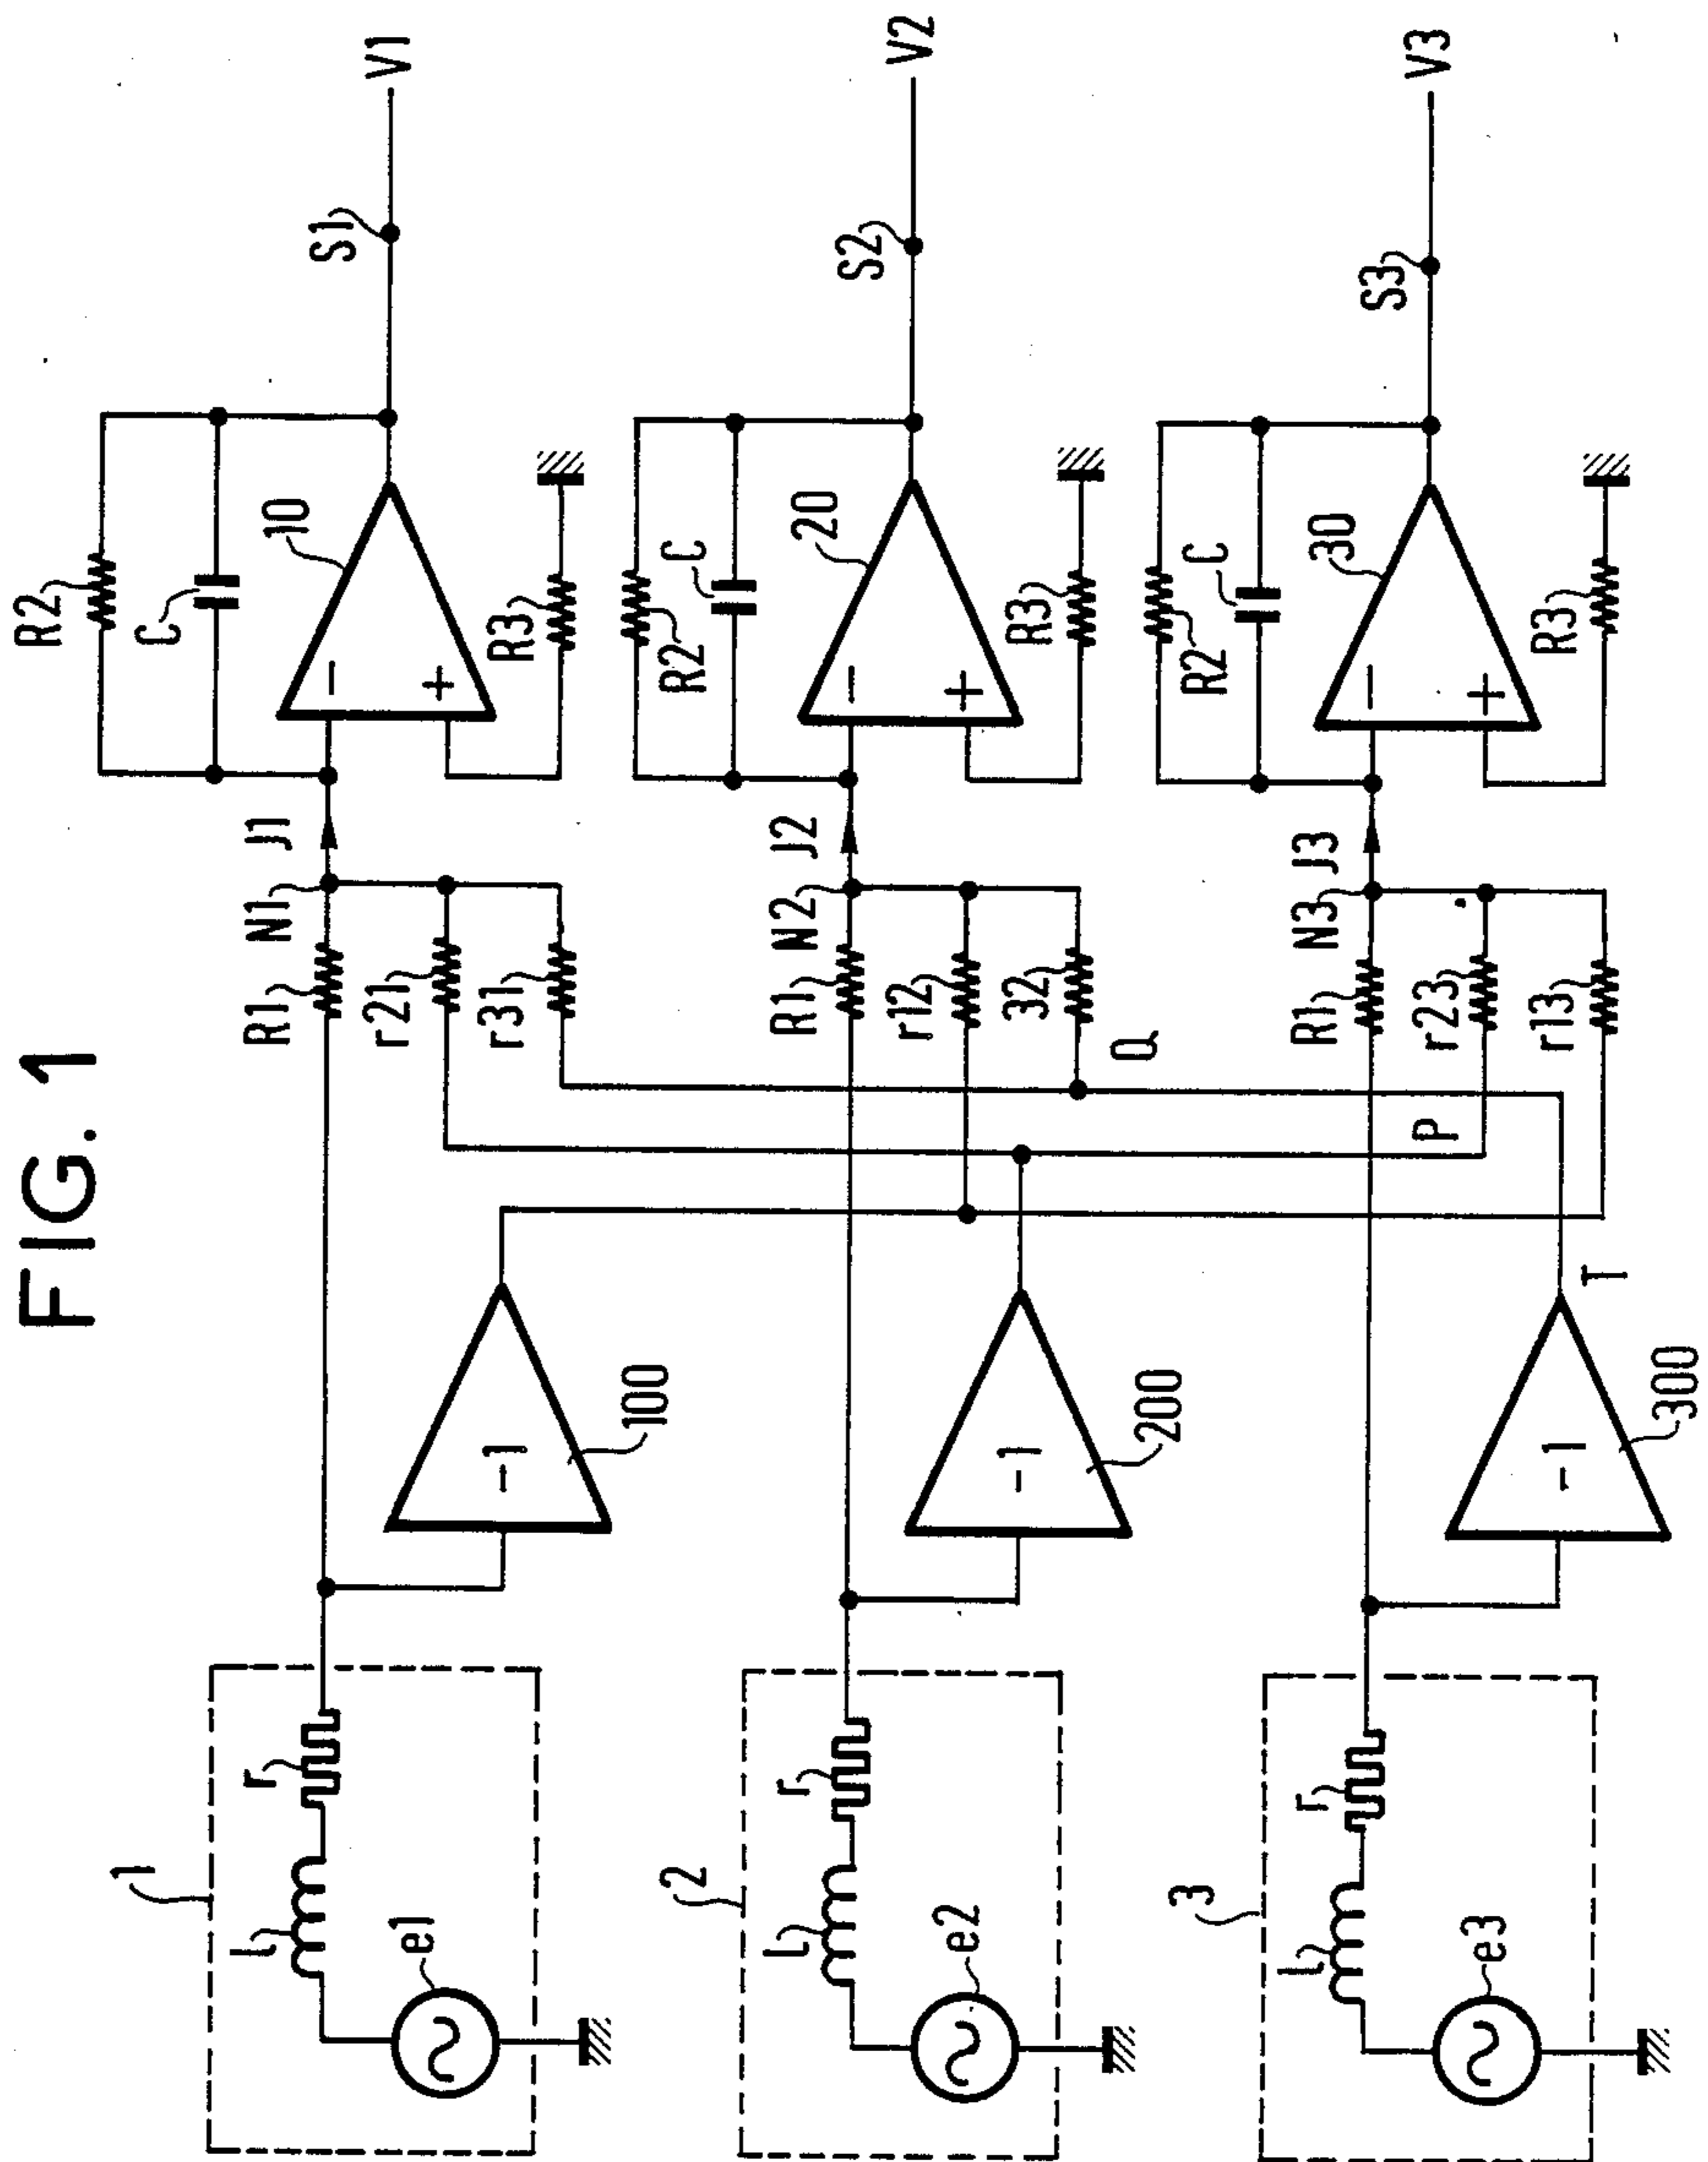 FIG. 1
1
l
r
e1
-1
100
R1
N1
J1
r21
r31
R2
C
10
-
+
R3
S1
V1
2
l
r
e2
-1
200
R1
N2
J2
r12
32
Q
R2
C
20
-
+
R3
S2
V2
3
l
r
e3
-1
300
T
P
R1
N3
J3
r23
r13
R2
C
30
-
+
R3
S3
V3